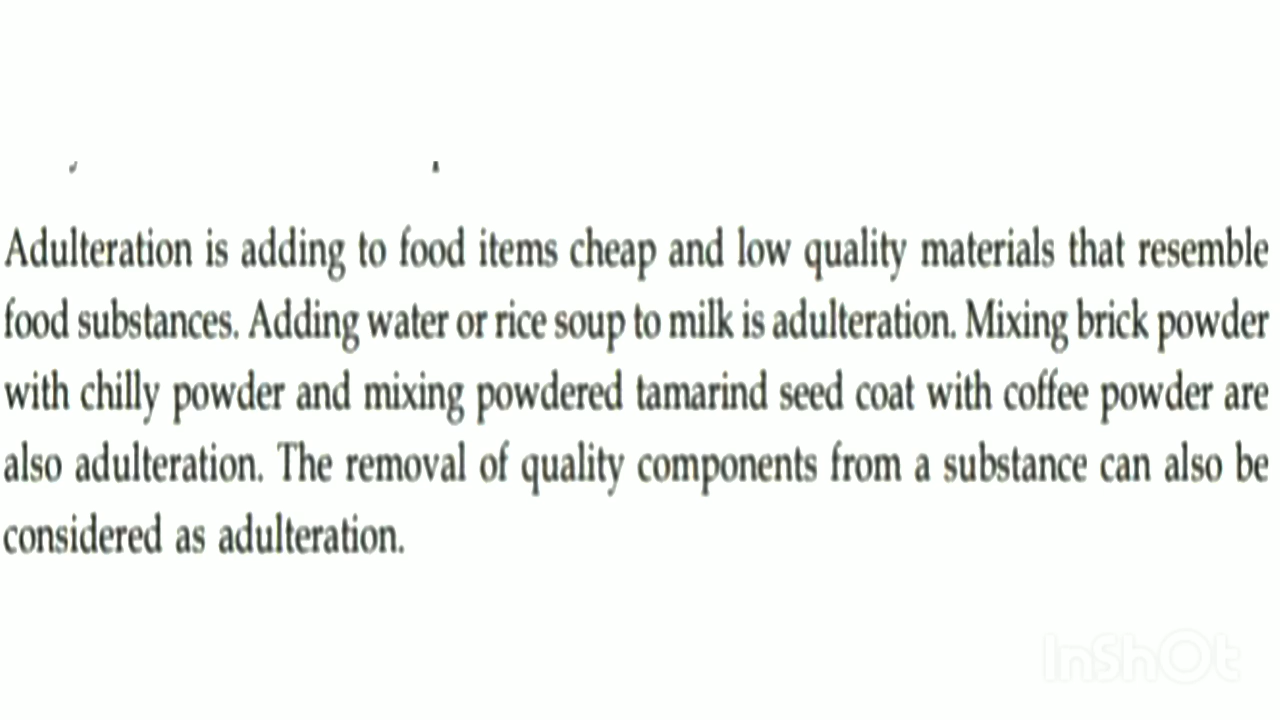 Adulteration is adding to food items cheap and low quality materials that resemble
food substances. Adding water or rice soup to milk is adulteration. Mixing brick powder
with chilly powder and mixing powdered tamarind seed coat with coffee powder are
also adulteration. The removal of quality components from a substance can also be
considered as adulteration.
InShOt